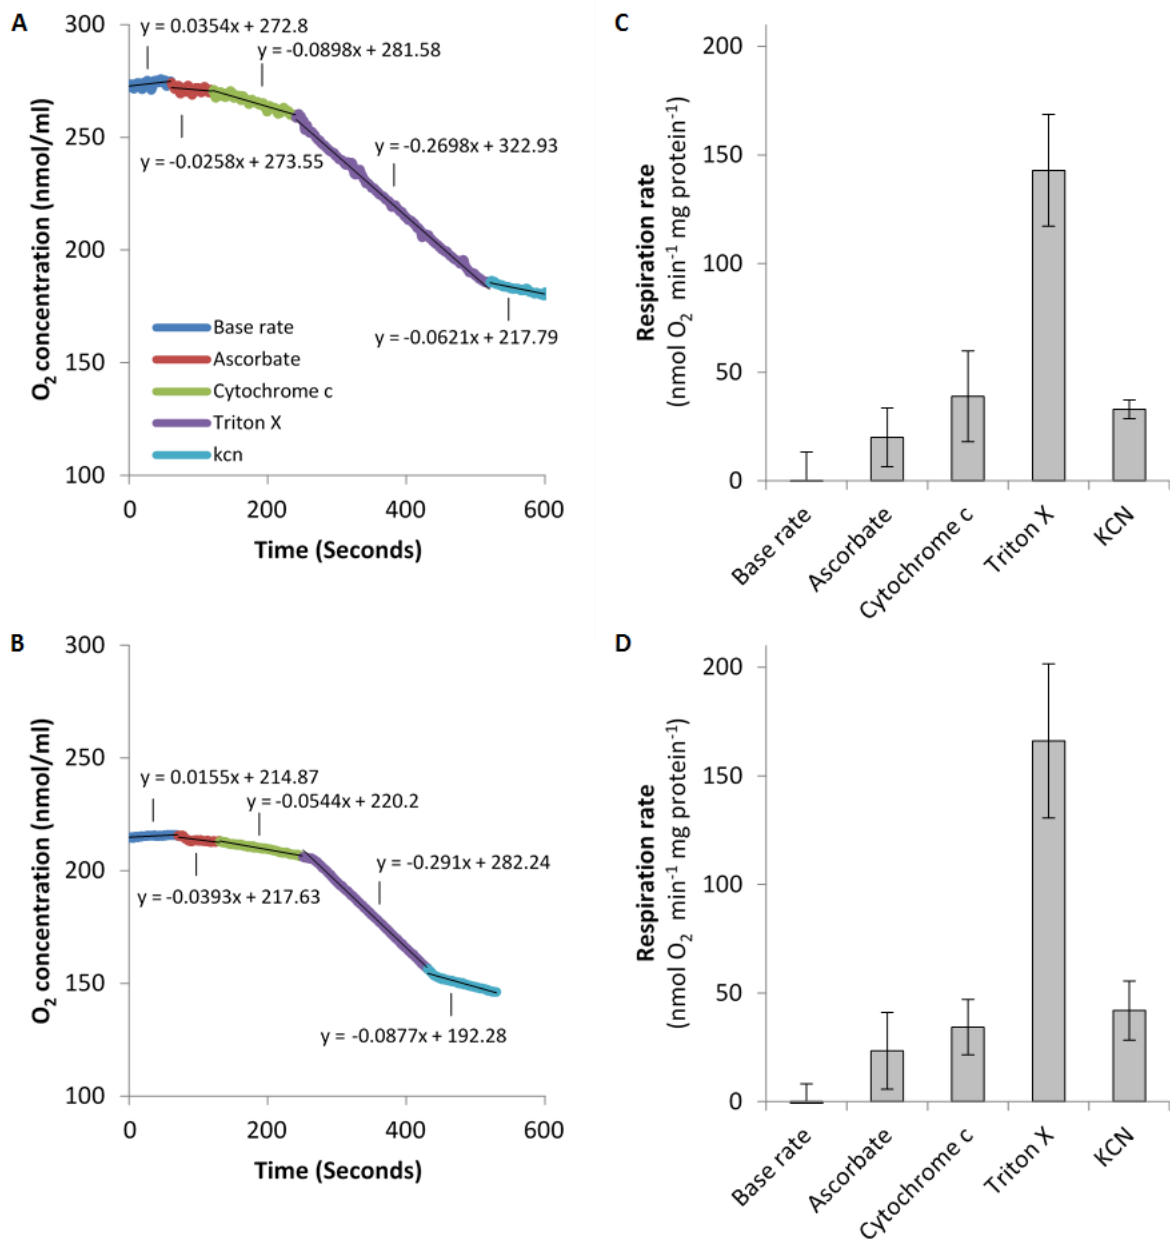 A
300
250
200
150
100
O2 concentration (nmol/ml)
y = 0.0354x + 272.8
y = -0.0898x + 281.58
y = -0.0258x + 273.55
y = -0.2698x + 322.93
y = -0.0621x + 217.79
Base rate
Ascorbate
Cytochrome c
Triton X
kcn
0 200 400 600
Time (Seconds)
C
200
150
100
50
0
Respiration rate
(nmol O2 min-1 mg protein-1)
Base rate
Ascorbate
Cytochrome c
Triton X
KCN
B
300
250
200
150
100
O2 concentration (nmol/ml)
y = 0.0155x + 214.87
y = -0.0544x + 220.2
y = -0.0393x + 217.63
y = -0.291x + 282.24
y = -0.0877x + 192.28
0 200 400 600
Time (Seconds)
D
200
150
100
50
0
Respiration rate
(nmol O2 min-1 mg protein-1)
Base rate
Ascorbate
Cytochrome c
Triton X
KCN